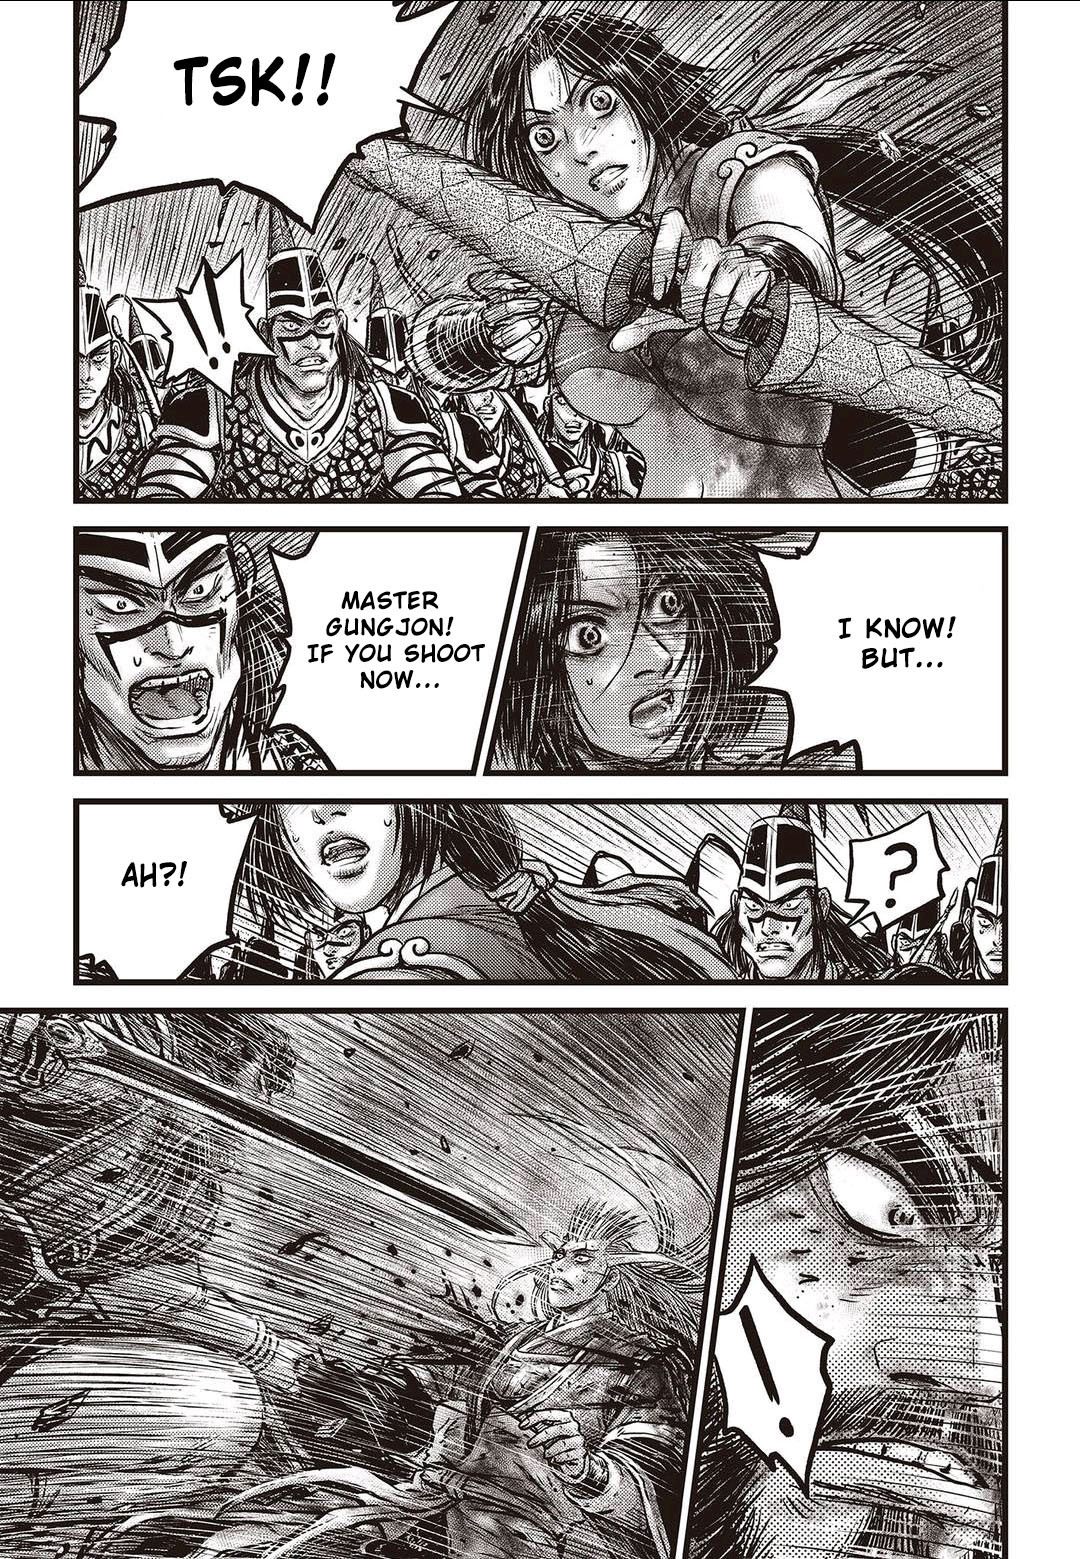 TSK!!
!!
MASTER
GUNGJON!
IF YOU SHOOT
NOW...
I KNOW!
BUT...
AH?!
?
!